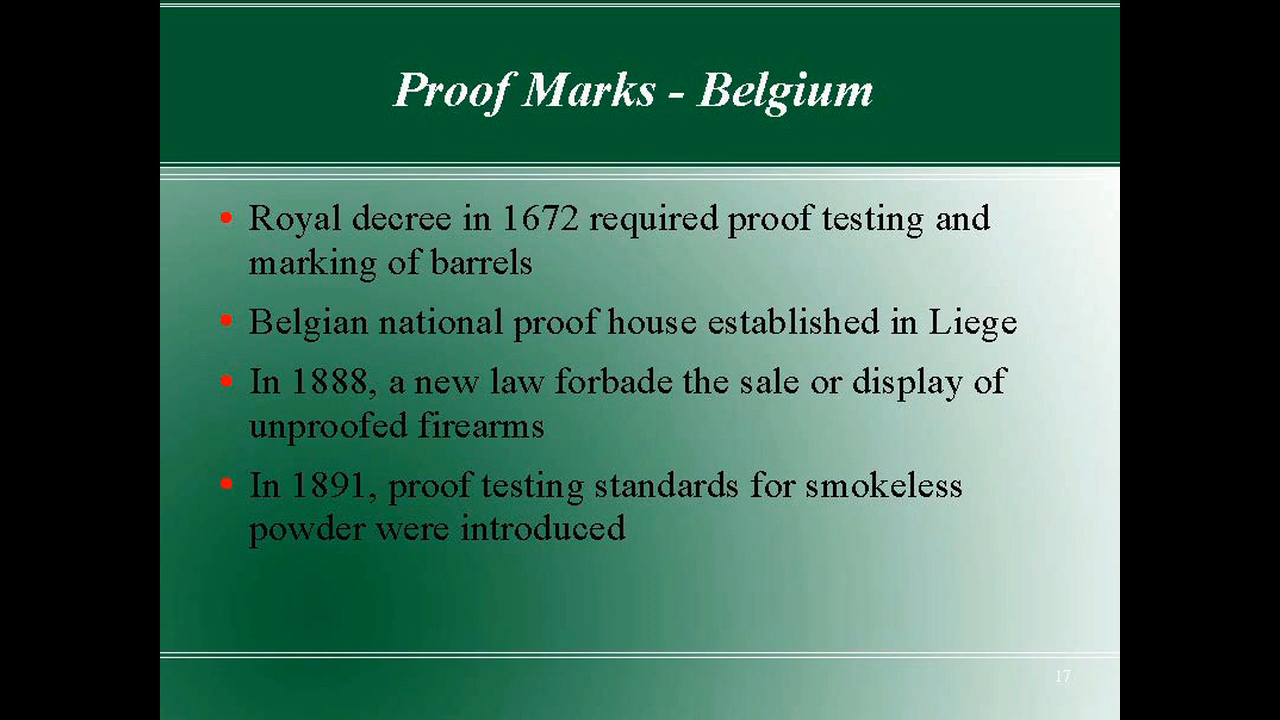 Proof Marks - Belgium
• Royal decree in 1672 required proof testing and
marking of barrels
• Belgian national proof house established in Liege
• In 1888, a new law forbade the sale or display of
unproofed firearms
• In 1891, proof testing standards for smokeless
powder were introduced
17